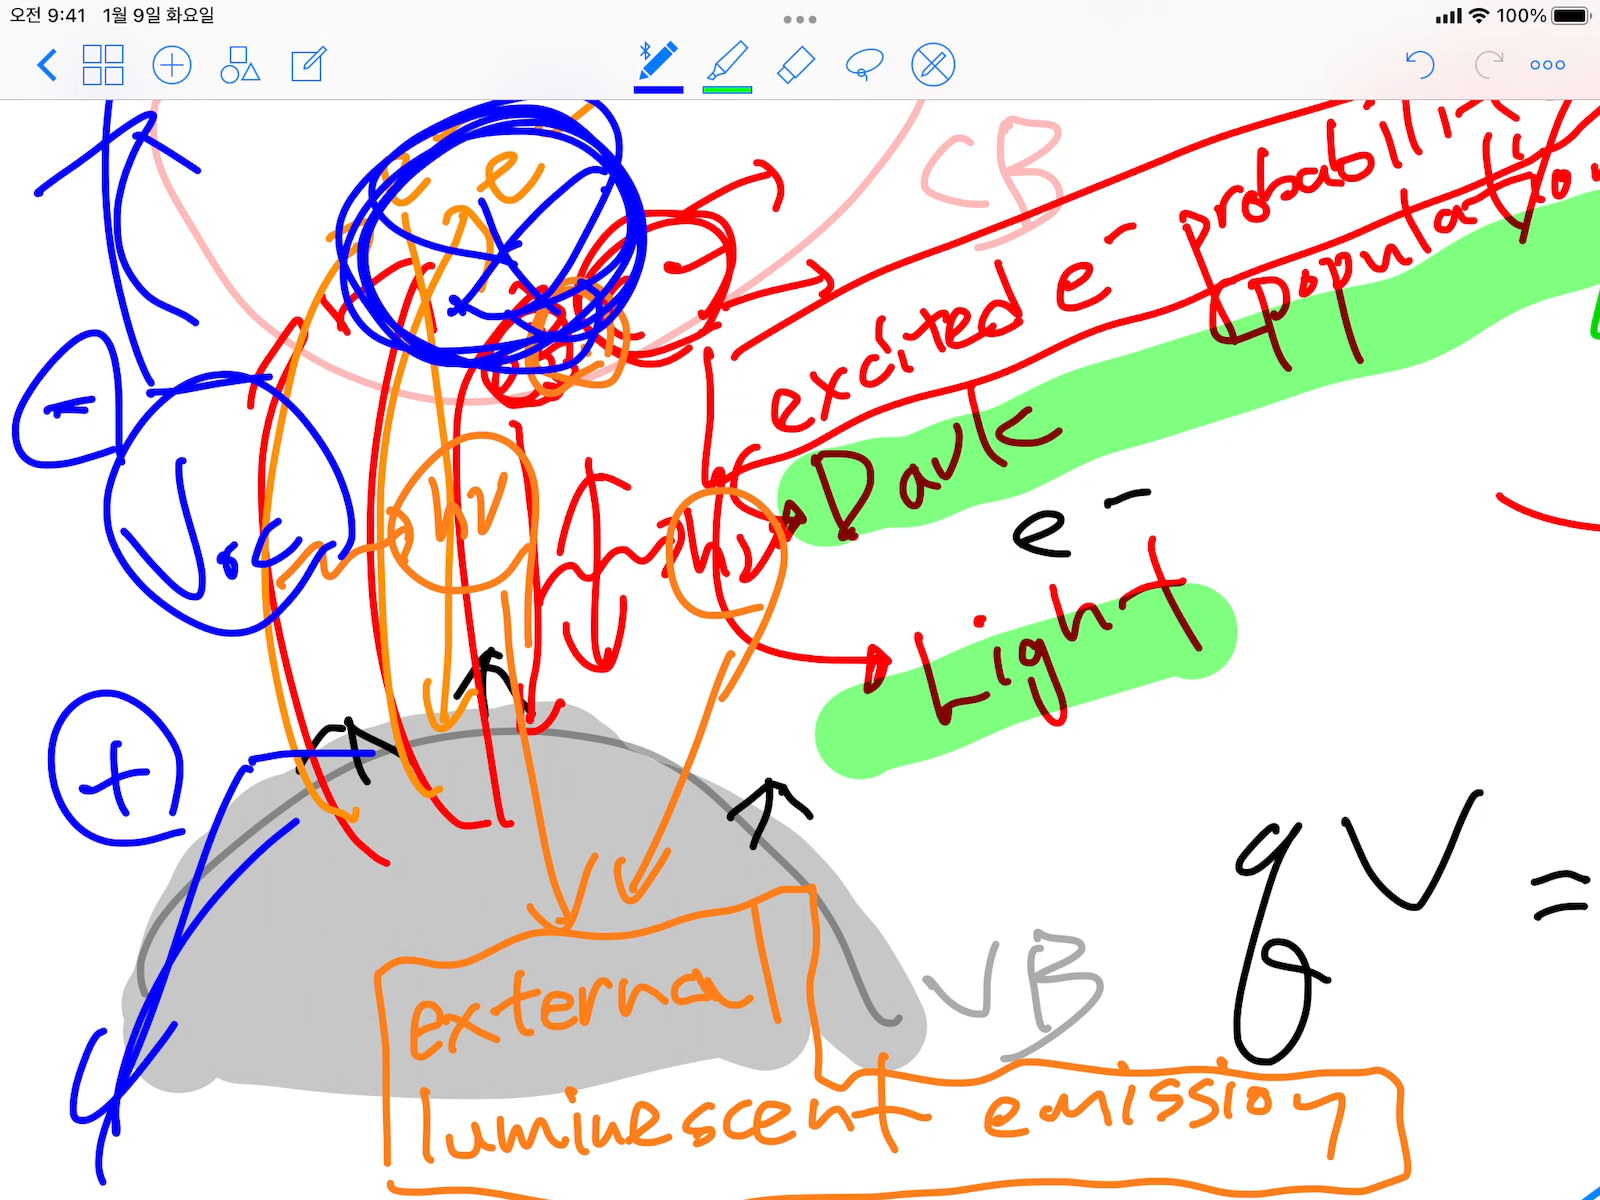 오전 9:41 1월 9일 화요일
100%
CB
e
excited e⁻ probability
population
Dark
e⁻
Light
hν
hν
Voc
−
+
qV =
VB
external
luminescent emission